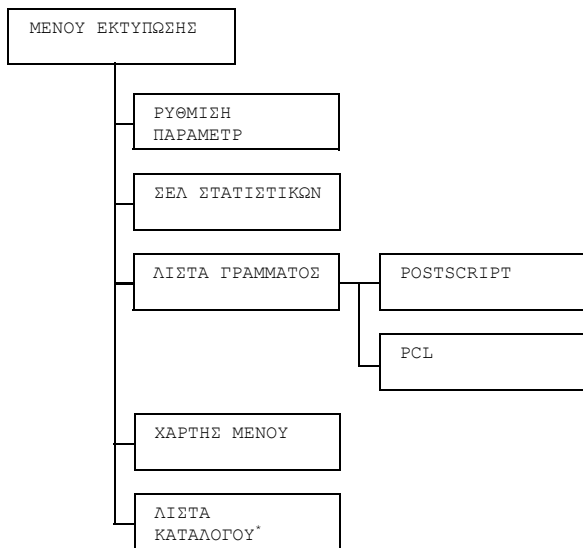 ΜΕΝΟΥ ΕΚΤΥΠΩΣΗΣ
ΡΥΘΜΙΣΗ
ΠΑΡΑΜΕΤΡ
ΣΕΛ ΣΤΑΤΙΣΤΙΚΩΝ
ΛΙΣΤΑ ΓΡΑΜΜΑΤΟΣ
POSTSCRIPT
PCL
ΧΑΡΤΗΣ ΜΕΝΟΥ
ΛΙΣΤΑ
ΚΑΤΑΛΟΓΟΥ*